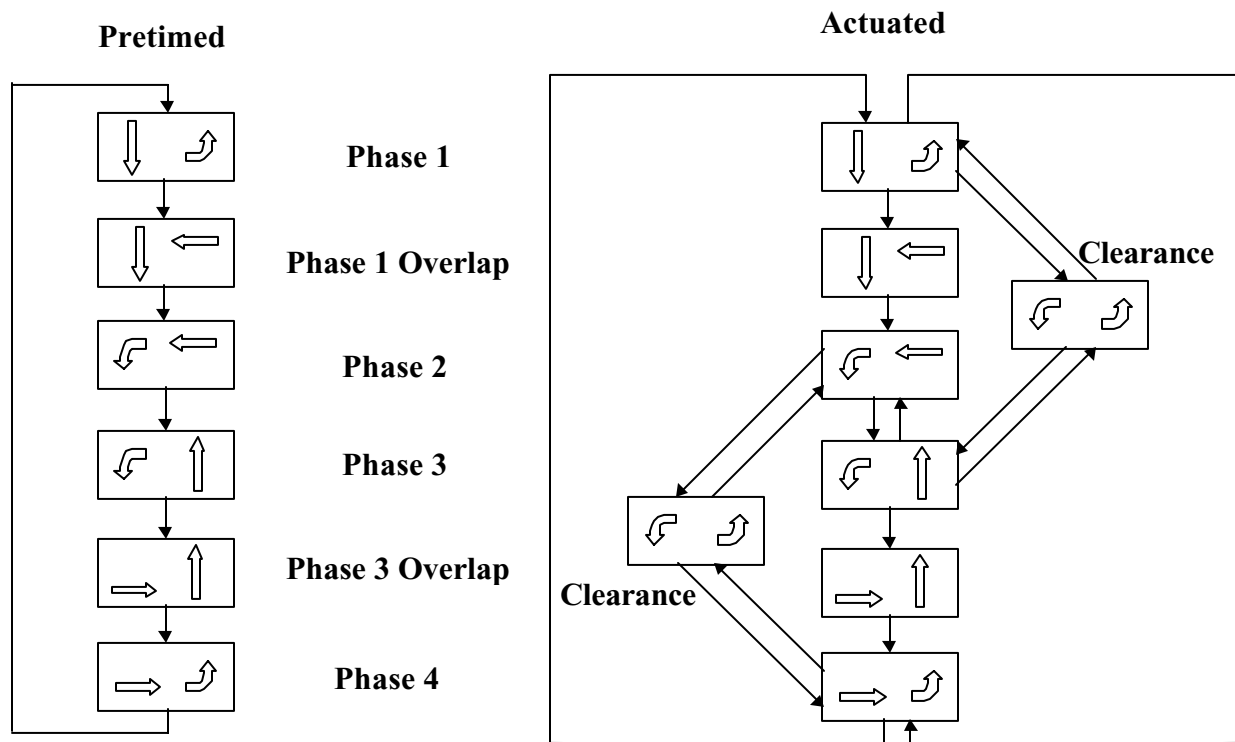 Pretimed
Actuated
Phase 1
Phase 1 Overlap
Clearance
Phase 2
Phase 3
Phase 3 Overlap
Clearance
Phase 4